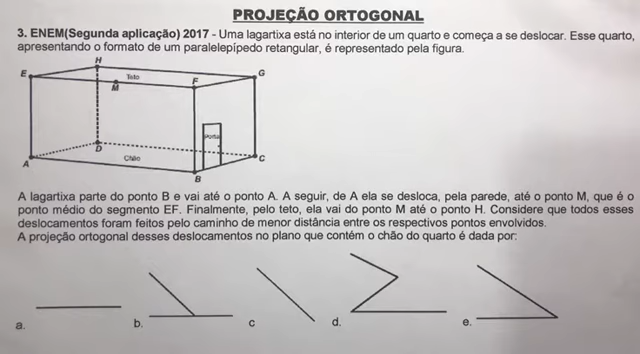 PROJEÇÃO ORTOGONAL
3. ENEM(Segunda aplicação) 2017 - Uma lagartixa está no interior de um quarto e começa a se deslocar. Esse quarto,
apresentando o formato de um paralelepípedo retangular, é representado pela figura.
H
E
Teto
M
F
G
Porta
D
Chão
A
B
C
A lagartixa parte do ponto B e vai até o ponto A. A seguir, de A ela se desloca, pela parede, até o ponto M, que é o
ponto médio do segmento EF. Finalmente, pelo teto, ela vai do ponto M até o ponto H. Considere que todos esses
deslocamentos foram feitos pelo caminho de menor distância entre os respectivos pontos envolvidos.
A projeção ortogonal desses deslocamentos no plano que contém o chão do quarto é dada por:
a. b. c d. e.